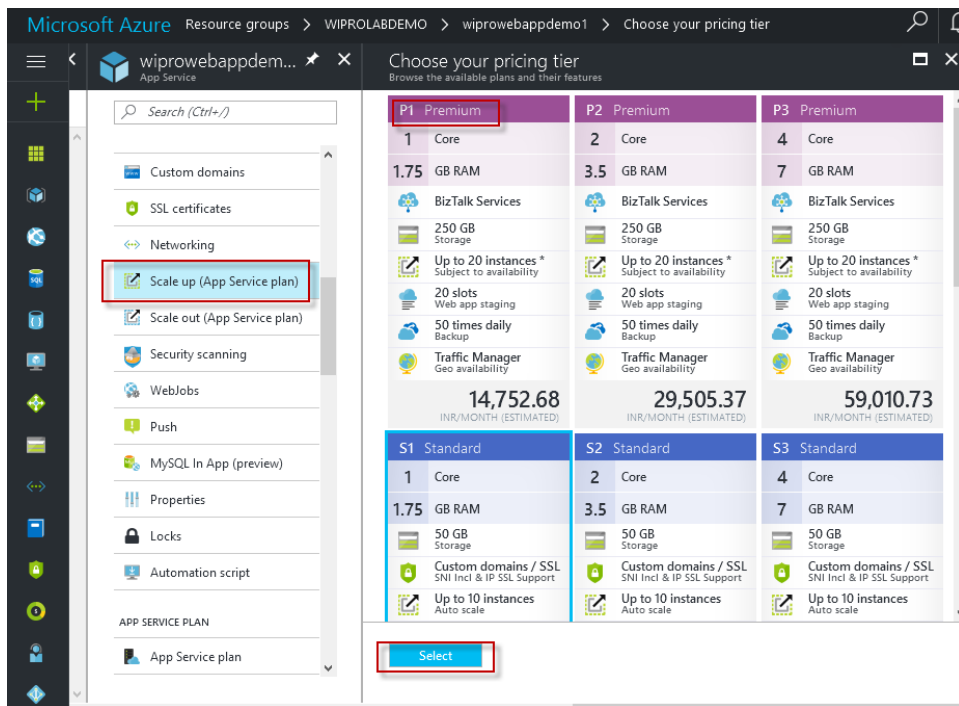 Microsoft Azure Resource groups > WIPROLABDEMO > wiprowebappdemo1 > Choose your pricing tier
wiprowebappdem...
App Service
Search (Ctrl+/)
Custom domains
SSL certificates
Networking
Scale up (App Service plan)
Scale out (App Service plan)
Security scanning
WebJobs
Push
MySQL In App (preview)
Properties
Locks
Automation script
APP SERVICE PLAN
App Service plan
Choose your pricing tier
Browse the available plans and their features
P1 Premium
1 Core
1.75 GB RAM
BizTalk Services
250 GB
Storage
Up to 20 instances *
Subject to availability
20 slots
Web app staging
50 times daily
Backup
Traffic Manager
Geo availability
14,752.68
INR/MONTH (ESTIMATED)
P2 Premium
2 Core
3.5 GB RAM
BizTalk Services
250 GB
Storage
Up to 20 instances *
Subject to availability
20 slots
Web app staging
50 times daily
Backup
Traffic Manager
Geo availability
29,505.37
INR/MONTH (ESTIMATED)
P3 Premium
4 Core
7 GB RAM
BizTalk Services
250 GB
Storage
Up to 20 instances *
Subject to availability
20 slots
Web app staging
50 times daily
Backup
Traffic Manager
Geo availability
59,010.73
INR/MONTH (ESTIMATED)
S1 Standard
1 Core
1.75 GB RAM
50 GB
Storage
Custom domains / SSL
SNI Incl & IP SSL Support
Up to 10 instances
Auto scale
S2 Standard
2 Core
3.5 GB RAM
50 GB
Storage
Custom domains / SSL
SNI Incl & IP SSL Support
Up to 10 instances
Auto scale
S3 Standard
4 Core
7 GB RAM
50 GB
Storage
Custom domains / SSL
SNI Incl & IP SSL Support
Up to 10 instances
Auto scale
Select
SQL